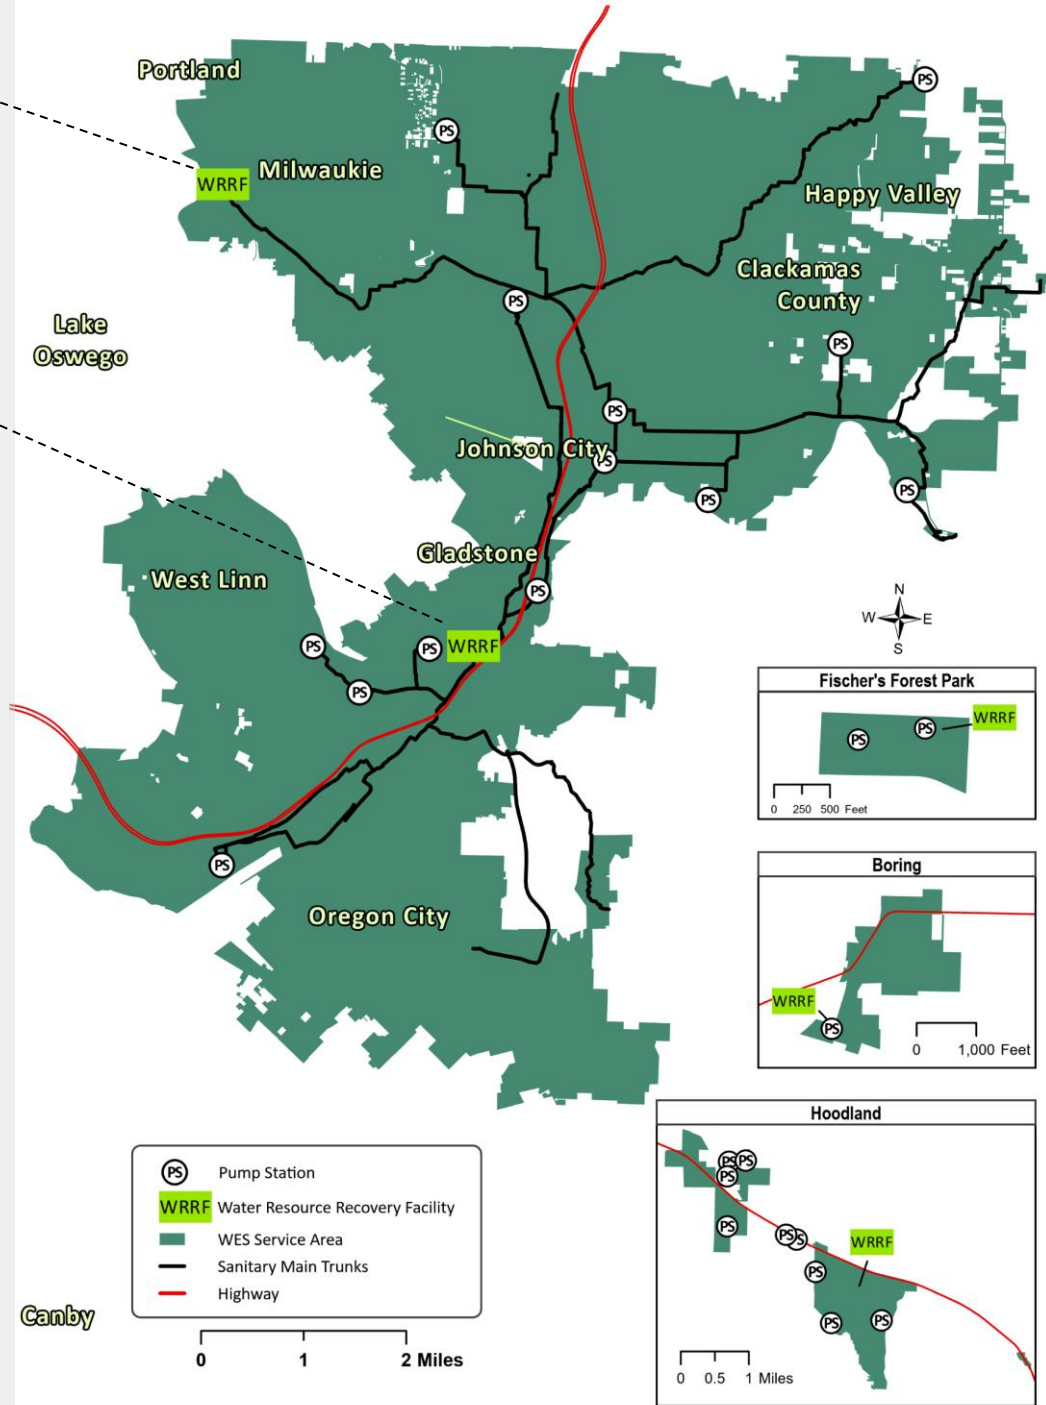 Portland
PS
PS
Milwaukie
WRRF
Happy Valley
Clackamas
County
PS
Lake
Oswego
PS
PS
Johnson City
PS
PS
PS
Gladstone
West Linn
PS
N
W E
S
PS
PS
WRRF
PS
PS
Oregon City
Fischer's Forest Park
WRRF
PS
PS
0 250 500 Feet
Boring
WRRF
PS
0 1,000 Feet
Hoodland
PS
PS
PS
PS
PS
PS
WRRF
PS
PS
PS
0 0.5 1 Miles
PS Pump Station
WRRF Water Resource Recovery Facility
WES Service Area
Sanitary Main Trunks
Highway
Canby
0 1 2 Miles